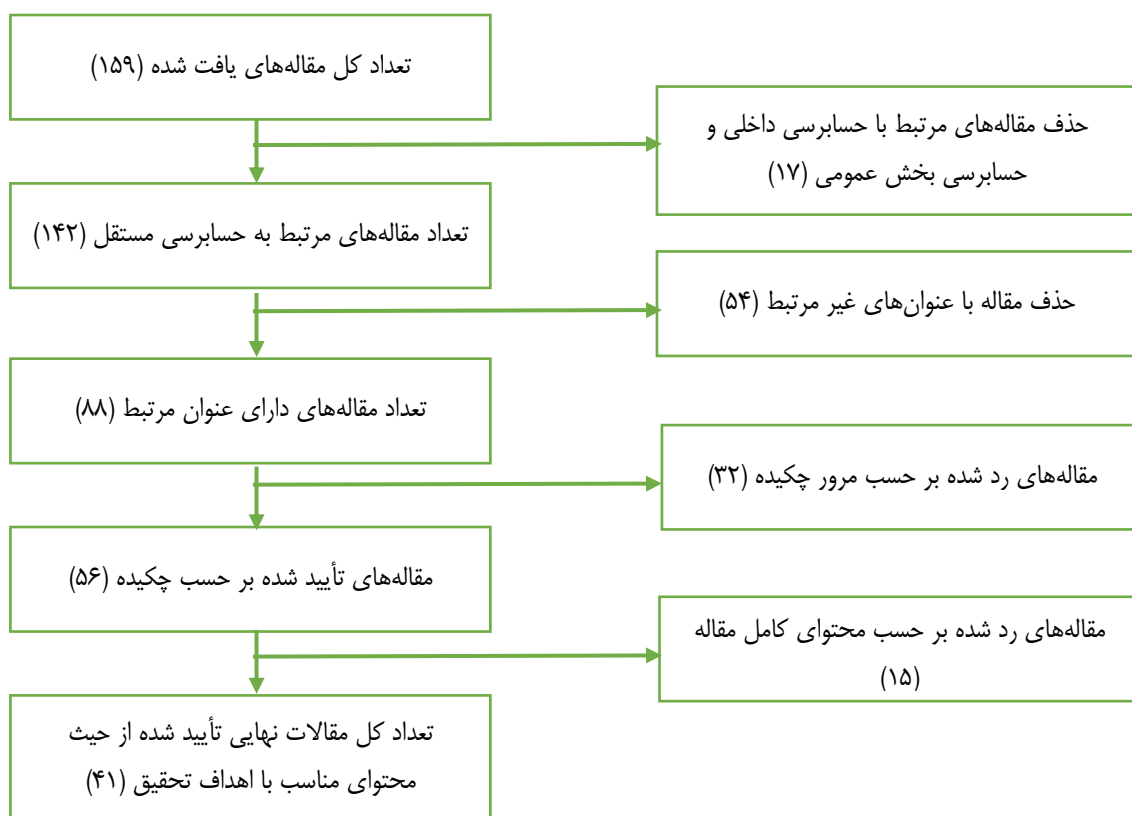 تعداد کل مقاله‌های یافت شده (۱۵۹)
حذف مقاله‌های مرتبط با حسابرسی داخلی و
حسابرسی بخش عمومی (۱۷)
تعداد مقاله‌های مرتبط به حسابرسی مستقل (۱۴۲)
حذف مقاله با عنوان‌های غیر مرتبط (۵۴)
تعداد مقاله‌های دارای عنوان مرتبط (۸۸)
مقاله‌های رد شده بر حسب مرور چکیده (۳۲)
مقاله‌های تأیید شده بر حسب چکیده (۵۶)
مقاله‌های رد شده بر حسب محتوای کامل مقاله
(۱۵)
تعداد کل مقالات نهایی تأیید شده از حیث
محتوای مناسب با اهداف تحقیق (۴۱)